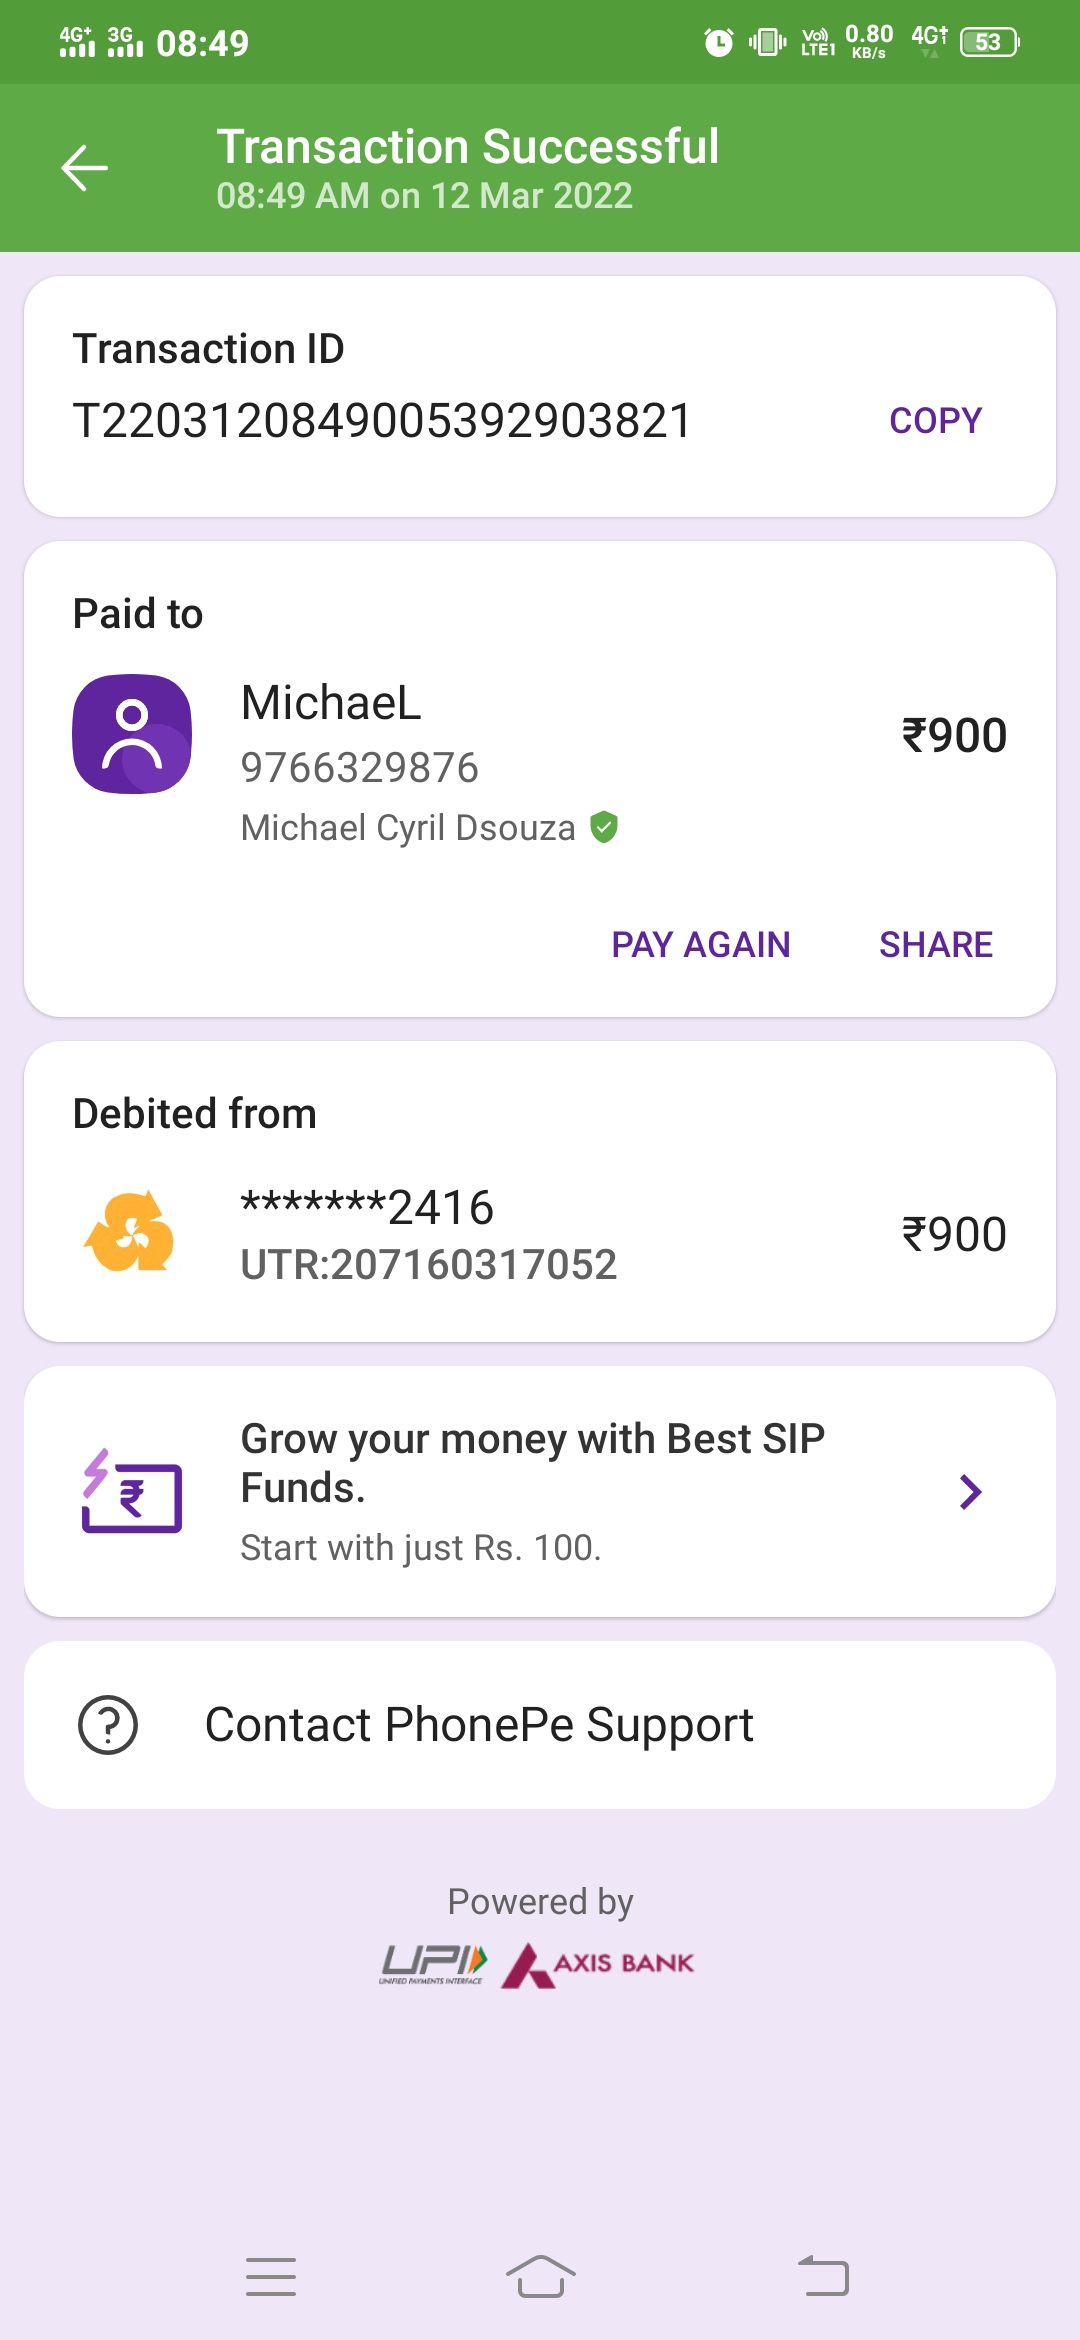 4G+ 3G 08:49 Vo)) LTE1 0.80 KB/s 4G 53
Transaction Successful
08:49 AM on 12 Mar 2022
Transaction ID
T2203120849005392903821 COPY
Paid to
MichaeL
9766329876
₹900
Michael Cyril Dsouza
PAY AGAIN SHARE
Debited from
*******2416
UTR:207160317052
₹900
Grow your money with Best SIP
Funds.
Start with just Rs. 100.
Contact PhonePe Support
Powered by
UPI AXIS BANK
UNIFIED PAYMENTS INTERFACE